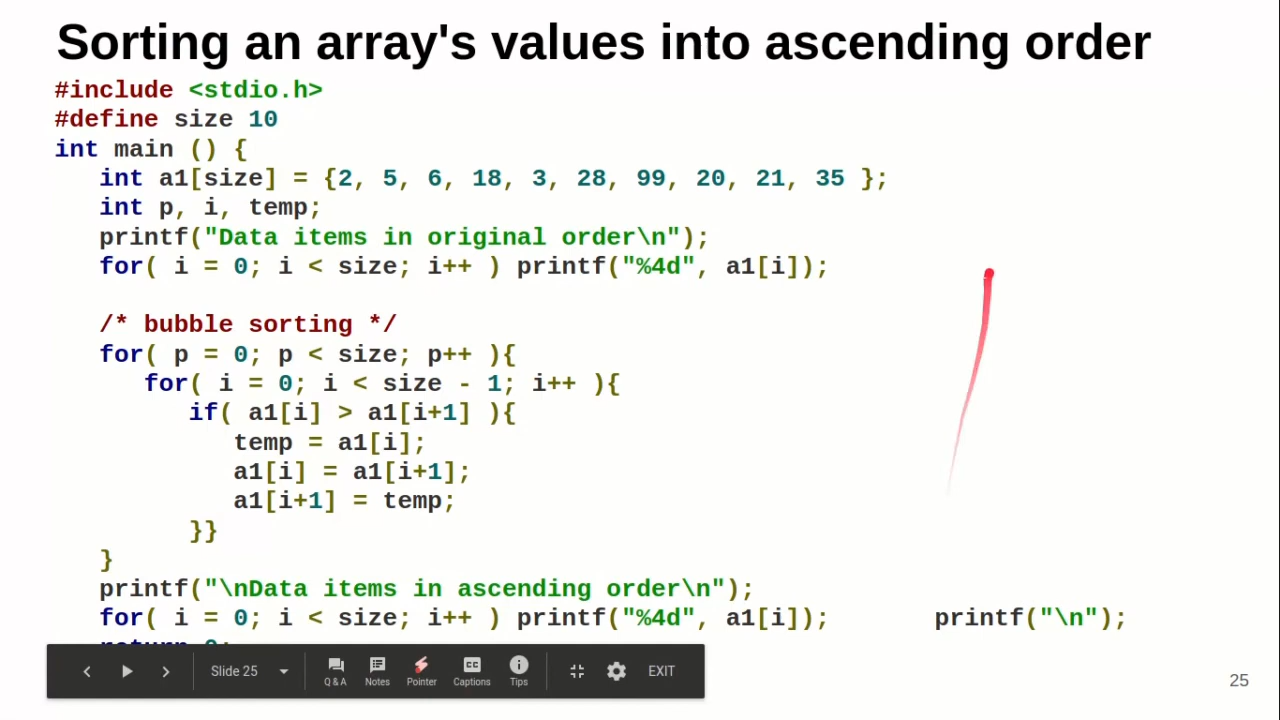 Sorting an array's values into ascending order
#include <stdio.h>
#define size 10
int main () {
   int a1[size] = {2, 5, 6, 18, 3, 28, 99, 20, 21, 35 };
   int p, i, temp;
   printf("Data items in original order\n");
   for( i = 0; i < size; i++ ) printf("%4d", a1[i]);
   /* bubble sorting */
   for( p = 0; p < size; p++ ){
      for( i = 0; i < size - 1; i++ ){
         if( a1[i] > a1[i+1] ){
            temp = a1[i];
            a1[i] = a1[i+1];
            a1[i+1] = temp;
         }}
   }
   printf("\nData items in ascending order\n");
   for( i = 0; i < size; i++ ) printf("%4d", a1[i]);       printf("\n");
   return 0;
Slide 25
Q & A Notes Pointer Captions Tips
EXIT
25